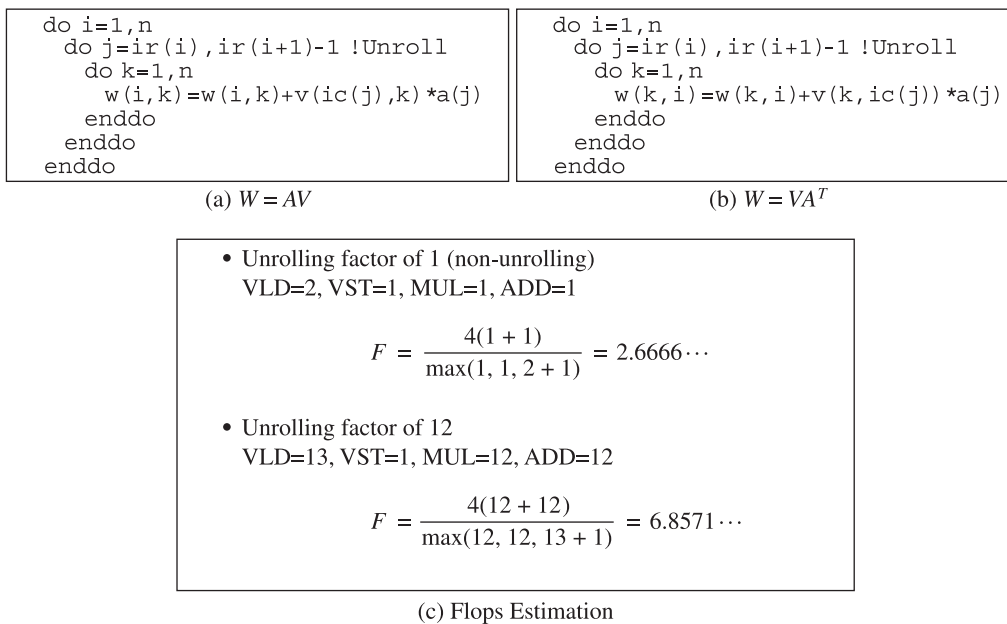 do i=1,n
do j=ir(i),ir(i+1)-1 !Unroll
do k=1,n
w(i,k)=w(i,k)+v(ic(j),k)*a(j)
enddo
enddo
enddo
(a) W = AV
do i=1,n
do j=ir(i),ir(i+1)-1 !Unroll
do k=1,n
w(k,i)=w(k,i)+v(k,ic(j))*a(j)
enddo
enddo
enddo
(b) W = VA^T
• Unrolling factor of 1 (non-unrolling)
VLD=2, VST=1, MUL=1, ADD=1
F = 4(1 + 1) / max(1, 1, 2 + 1) = 2.6666···
• Unrolling factor of 12
VLD=13, VST=1, MUL=12, ADD=12
F = 4(12 + 12) / max(12, 12, 13 + 1) = 6.8571···
(c) Flops Estimation